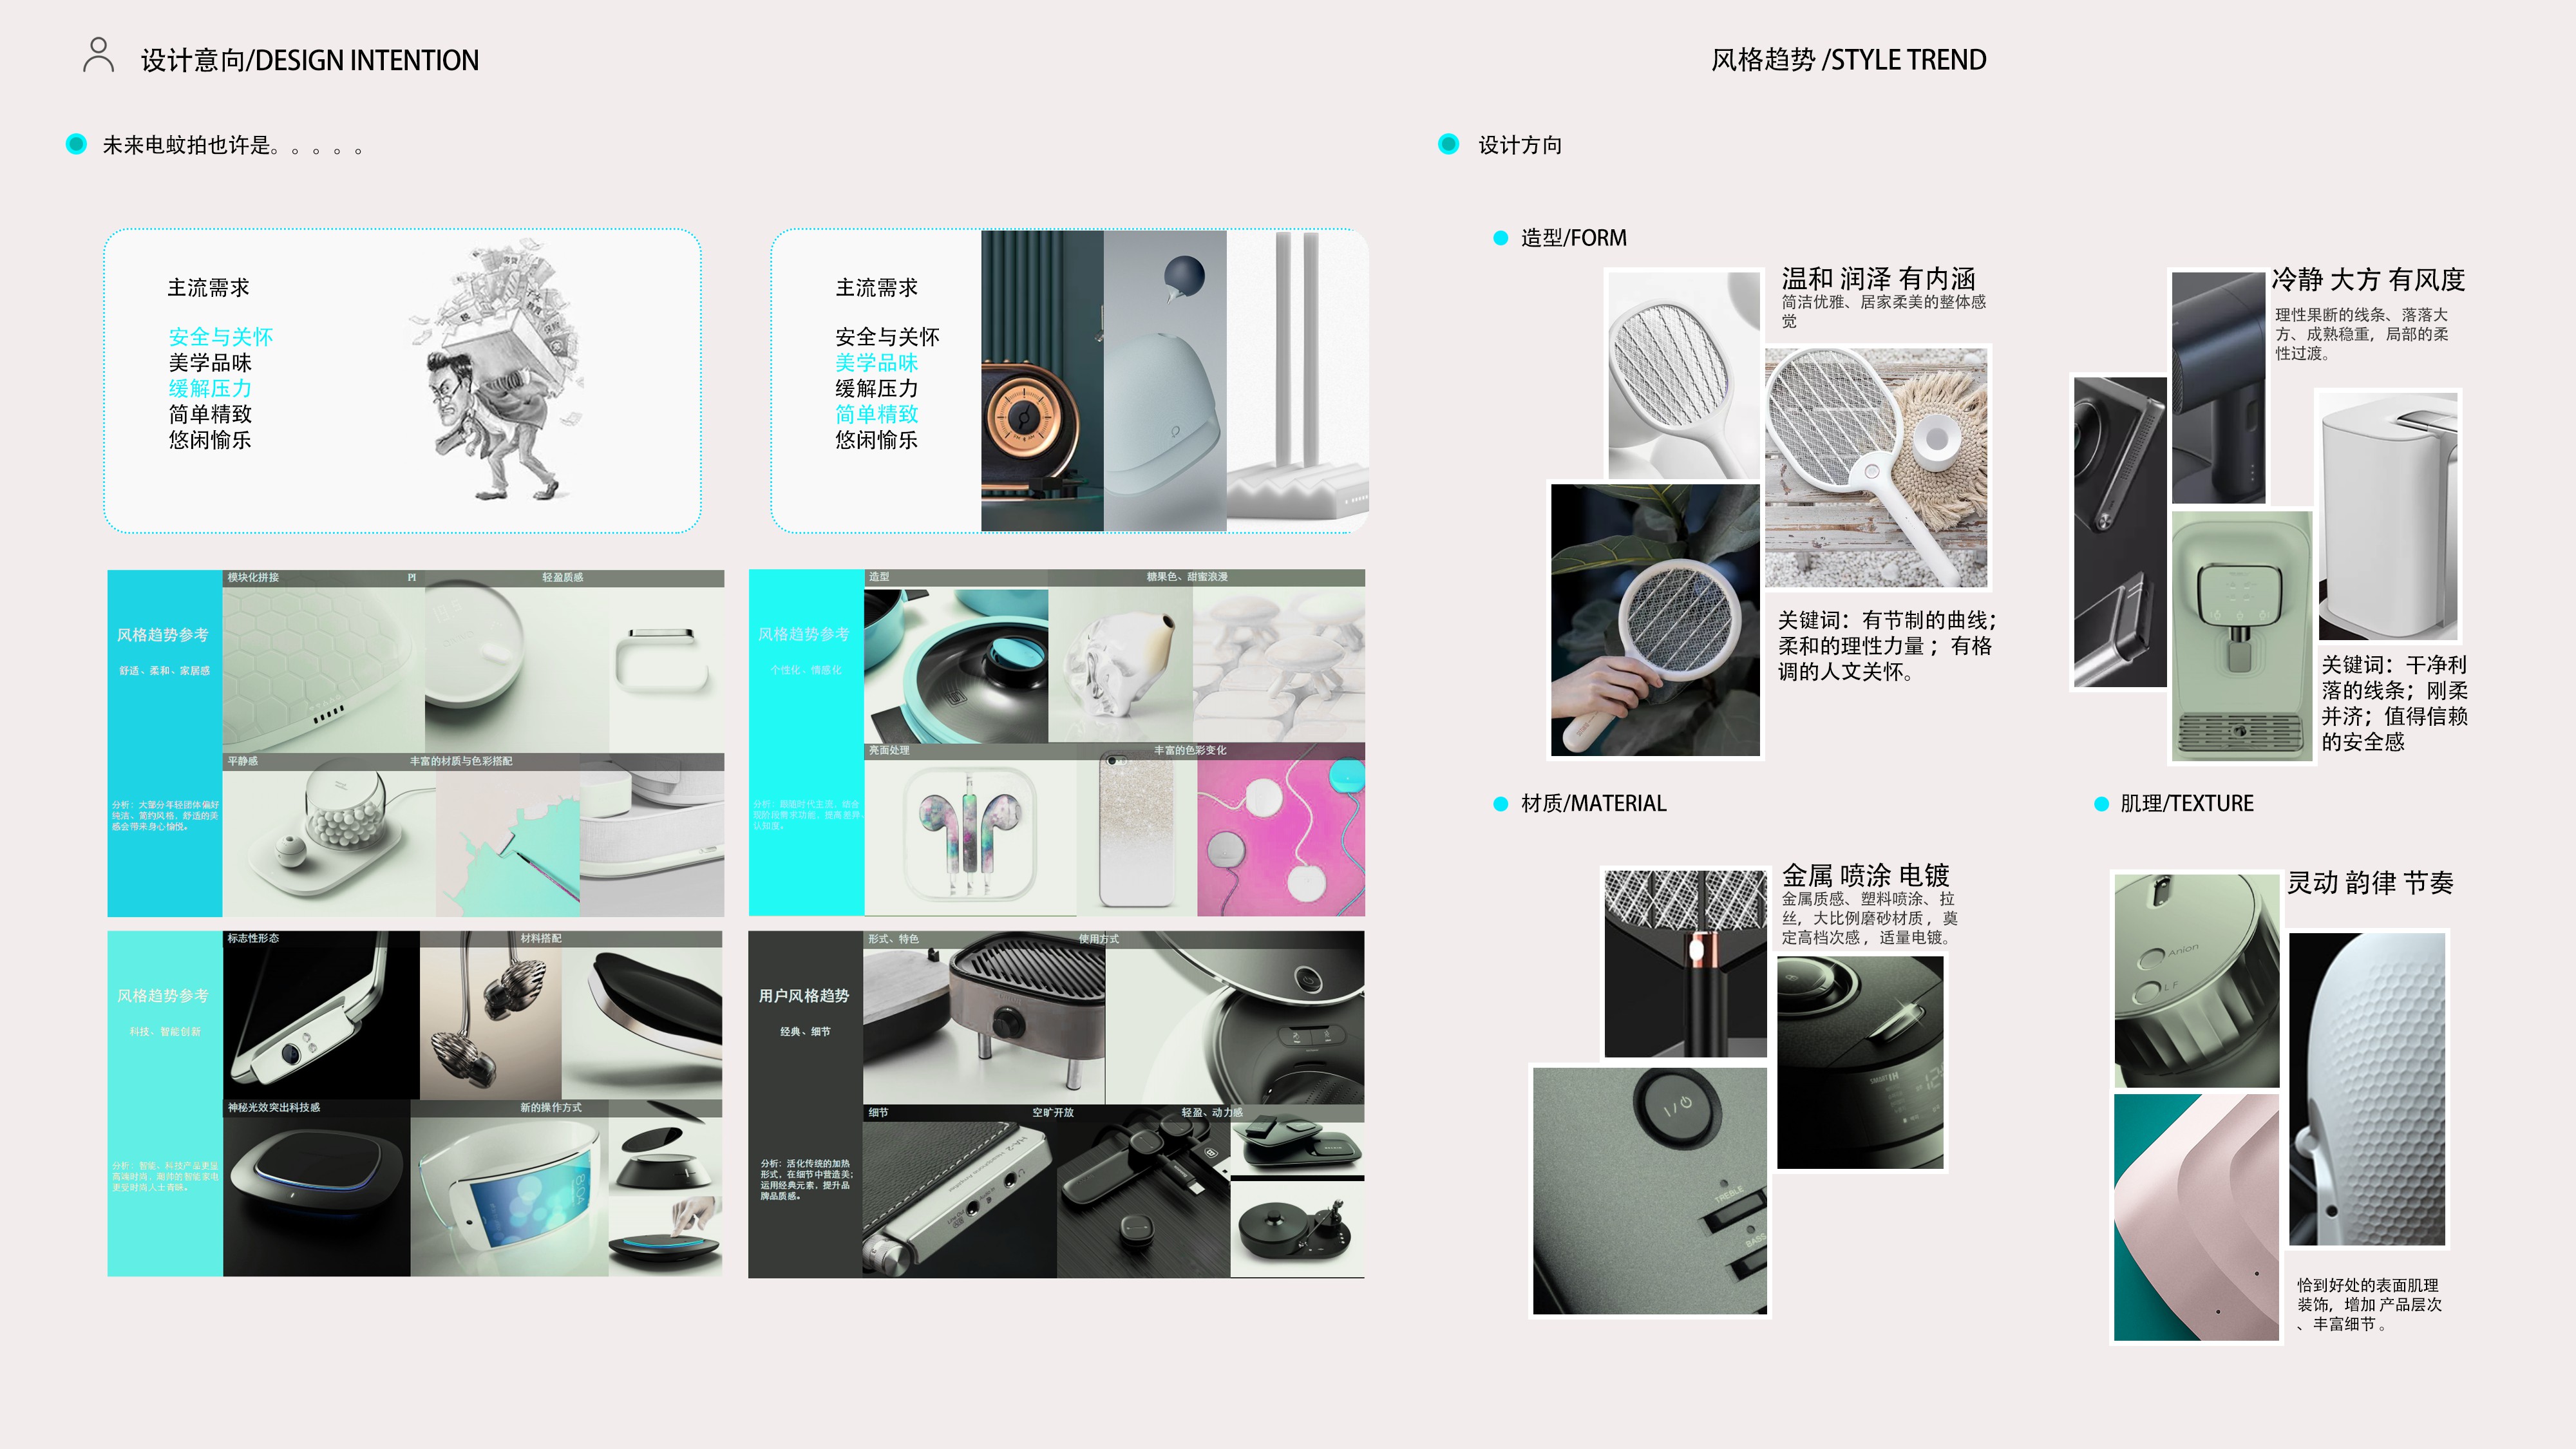 设计意向/DESIGN INTENTION
未来电蚊拍也许是。。。。。
主流需求
安全与关怀
美学品味
缓解压力
简单精致
悠闲愉乐
主流需求
安全与关怀
美学品味
缓解压力
简单精致
悠闲愉乐
风格趋势参考
舒适、柔和、家居感
分析：大部分年轻团体偏好
纯洁、简约风格，舒适的美
感会带来身心愉悦。
模块化拼接
PI
轻盈质感
平静感
丰富的材质与色彩搭配
风格趋势参考
个性化、情感化
认知度。
造型
糖果色、甜蜜浪漫
亮面处理
丰富的色彩变化
风格趋势参考
科技、智能创新
分析：智能、科技产品更显
高端时尚，新井的智能家电
更受时尚人士青睐。
标志性形态
材料搭配
神秘光效突出科技感
新的操作方式
用户风格趋势
经典、细节
分析：活化传统的加热
形式，在细节中营造美；
运用经典元素，提升品
牌品质感。
形式、特色
使用方式
细节
空旷开放
轻盈、动力感
HA-2
风格趋势 /STYLE TREND
设计方向
造型/FORM
温和 润泽 有内涵
简洁优雅、居家柔美的整体感
觉
关键词：有节制的曲线；
柔和的理性力量 ；有格
调的人文关怀。
冷静 大方 有风度
理性果断的线条、落落大
方、成熟稳重，局部的柔
性过渡。
关键词：干净利
落的线条；刚柔
并济；值得信赖
的安全感
材质/MATERIAL
金属 喷涂 电镀
金属质感、塑料喷涂、拉
丝，大比例磨砂材质 ，奠
定高档次感 ，适量电镀。
SMART IH
TREBLE
BASS
肌理/TEXTURE
灵动 韵律 节奏
Anion
LF
恰到好处的表面肌理
装饰，增加 产品层次
、丰富细节 。